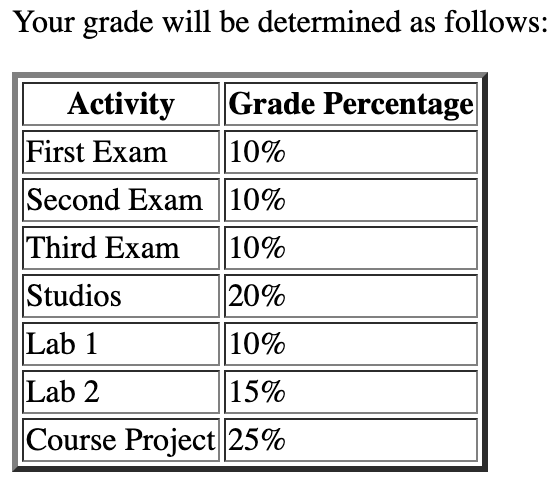 Your grade will be determined as follows:
Activity Grade Percentage
First Exam 10%
Second Exam 10%
Third Exam 10%
Studios 20%
Lab 1 10%
Lab 2 15%
Course Project 25%